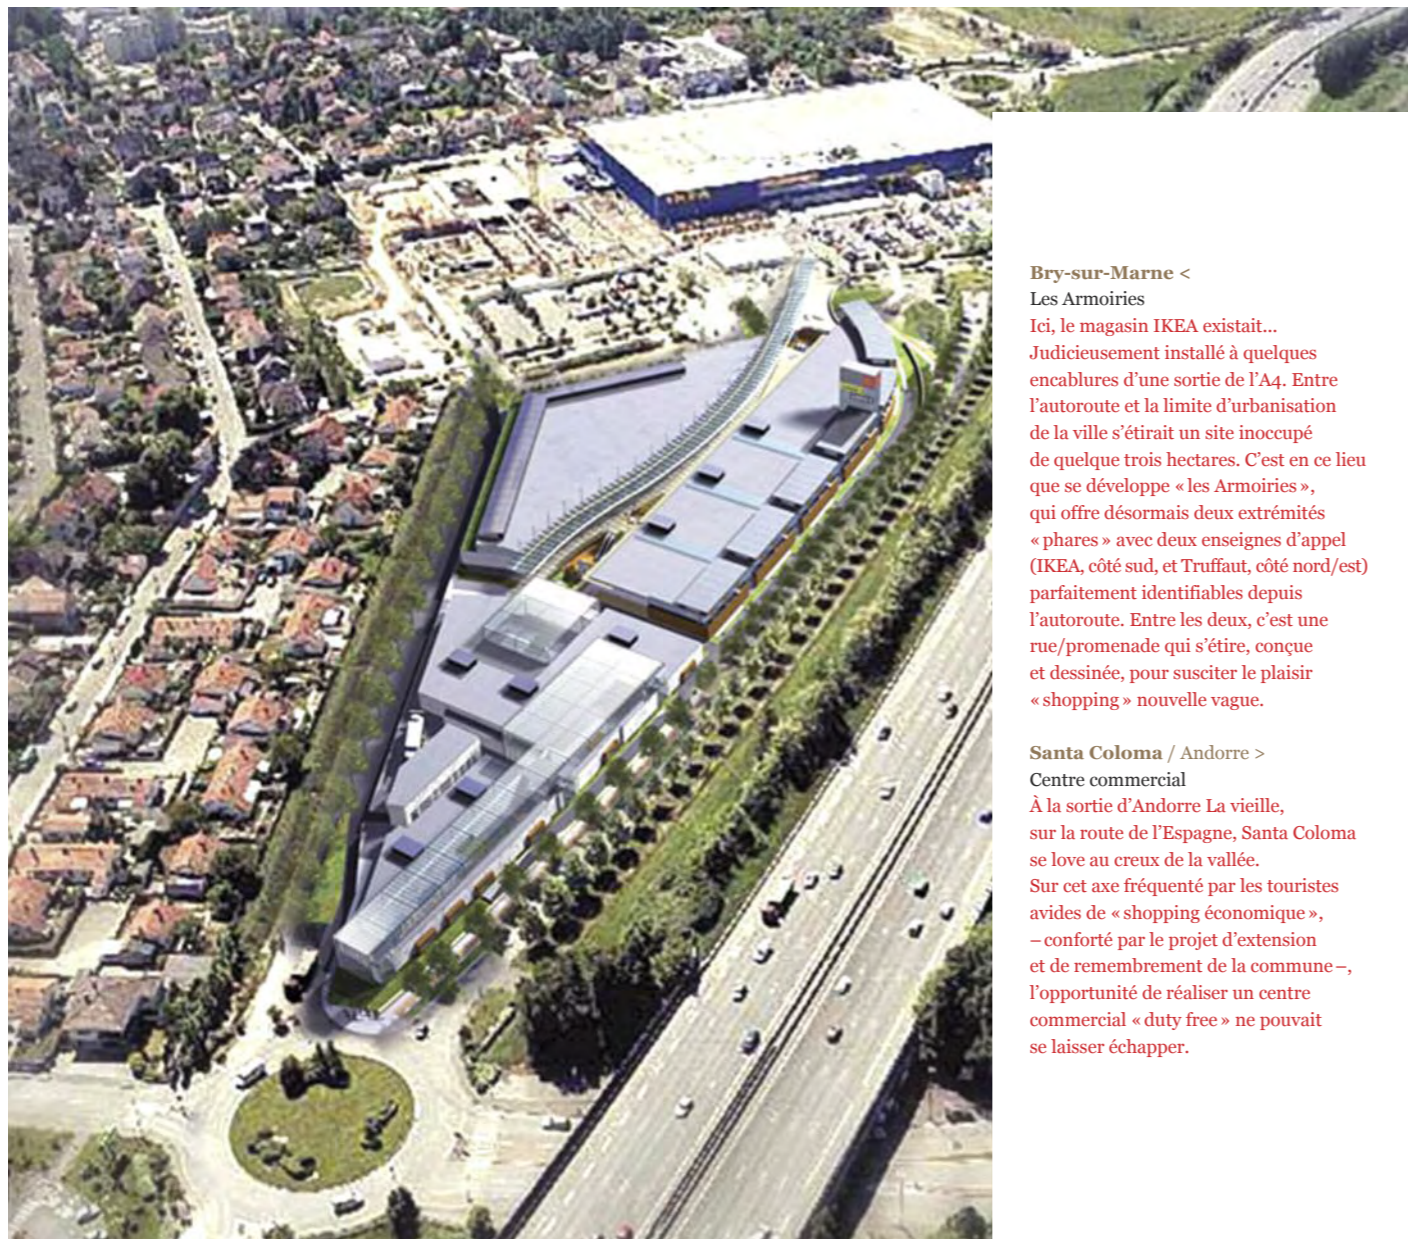 Bry-sur-Marne <
Les Armoiries
Ici, le magasin IKEA existait...
Judicieusement installé à quelques
encablures d’une sortie de l’A4. Entre
l’autoroute et la limite d’urbanisation
de la ville s’étirait un site inoccupé
de quelque trois hectares. C’est en ce lieu
que se développe « les Armoiries »,
qui offre désormais deux extrémités
« phares » avec deux enseignes d’appel
(IKEA, côté sud, et Truffaut, côté nord/est)
parfaitement identifiables depuis
l’autoroute. Entre les deux, c’est une
rue/promenade qui s’étire, conçue
et dessinée, pour susciter le plaisir
« shopping » nouvelle vague.
Santa Coloma / Andorre >
Centre commercial
À la sortie d’Andorre La vieille,
sur la route de l’Espagne, Santa Coloma
se love au creux de la vallée.
Sur cet axe fréquenté par les touristes
avides de « shopping économique »,
– conforté par le projet d’extension
et de remembrement de la commune –,
l’opportunité de réaliser un centre
commercial « duty free » ne pouvait
se laisser échapper.